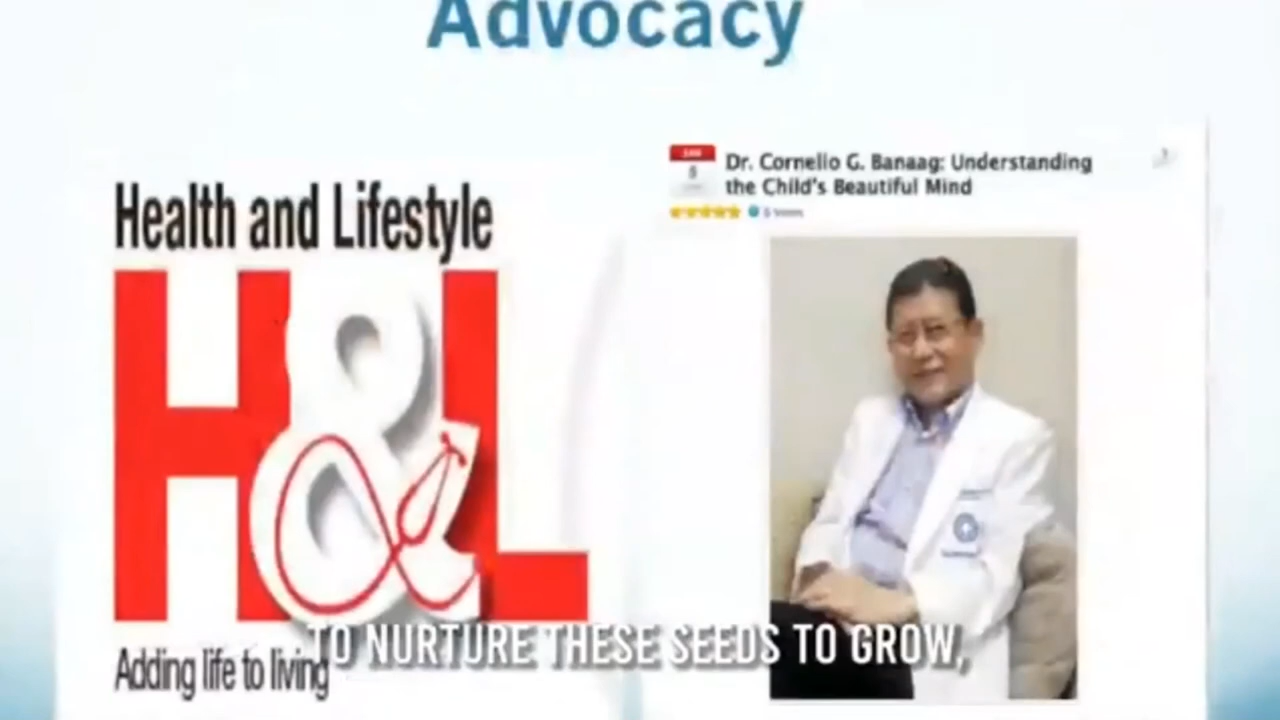 Advocacy
Health and Lifestyle
H&L
Adding life to living
Dr. Cornelio G. Banaag: Understanding
the Child's Beautiful Mind
TO NURTURE THESE SEEDS TO GROW,